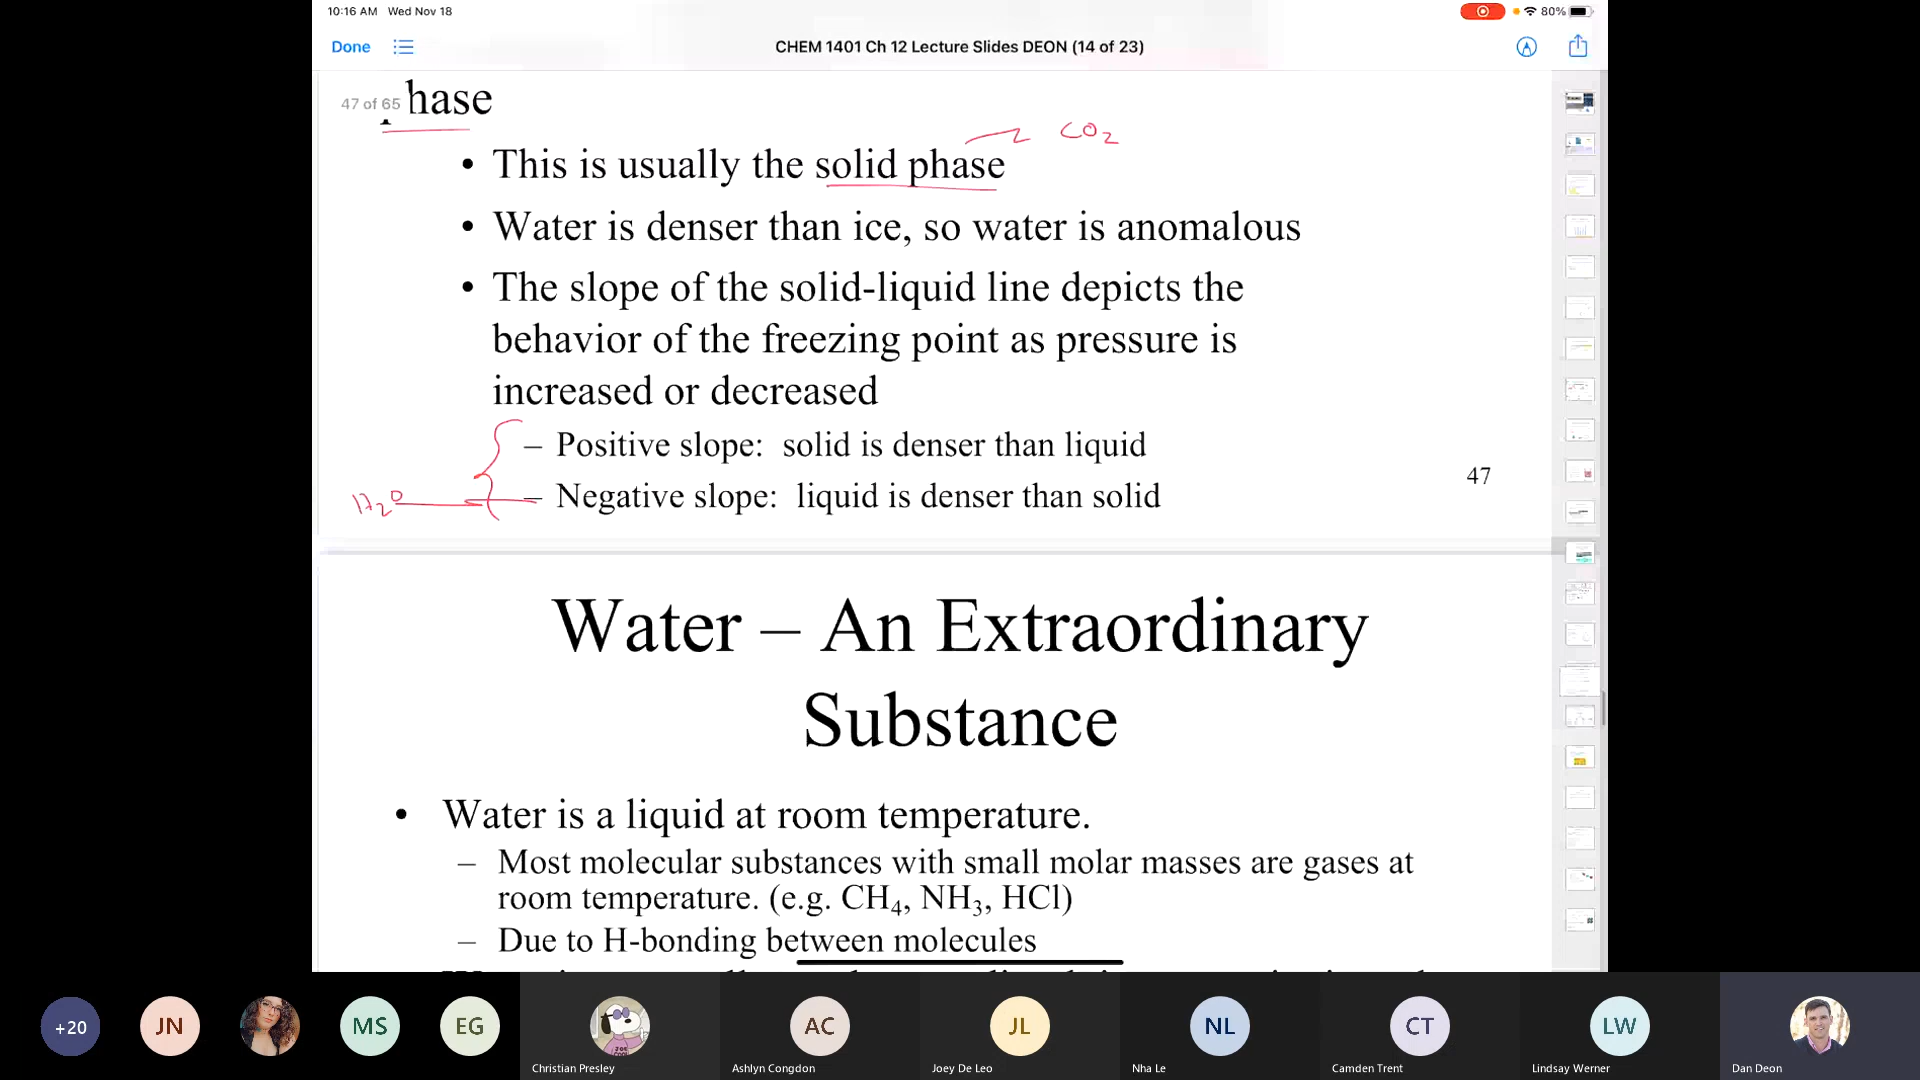 10:16 AM Wed Nov 18
80%
Done
CHEM 1401 Ch 12 Lecture Slides DEON (14 of 23)
47 of 65
phase
CO₂
• This is usually the solid phase
• Water is denser than ice, so water is anomalous
• The slope of the solid-liquid line depicts the
behavior of the freezing point as pressure is
increased or decreased
– Positive slope: solid is denser than liquid
47
H₂O
– Negative slope: liquid is denser than solid
Water – An Extraordinary
Substance
• Water is a liquid at room temperature.
– Most molecular substances with small molar masses are gases at
room temperature. (e.g. CH₄, NH₃, HCl)
– Due to H-bonding between molecules
+20
JN
MS
EG
AC
JL
NL
CT
LW
Christian Presley
Ashlyn Congdon
Joey De Leo
Nha Le
Camden Trent
Lindsay Werner
Dan Deon